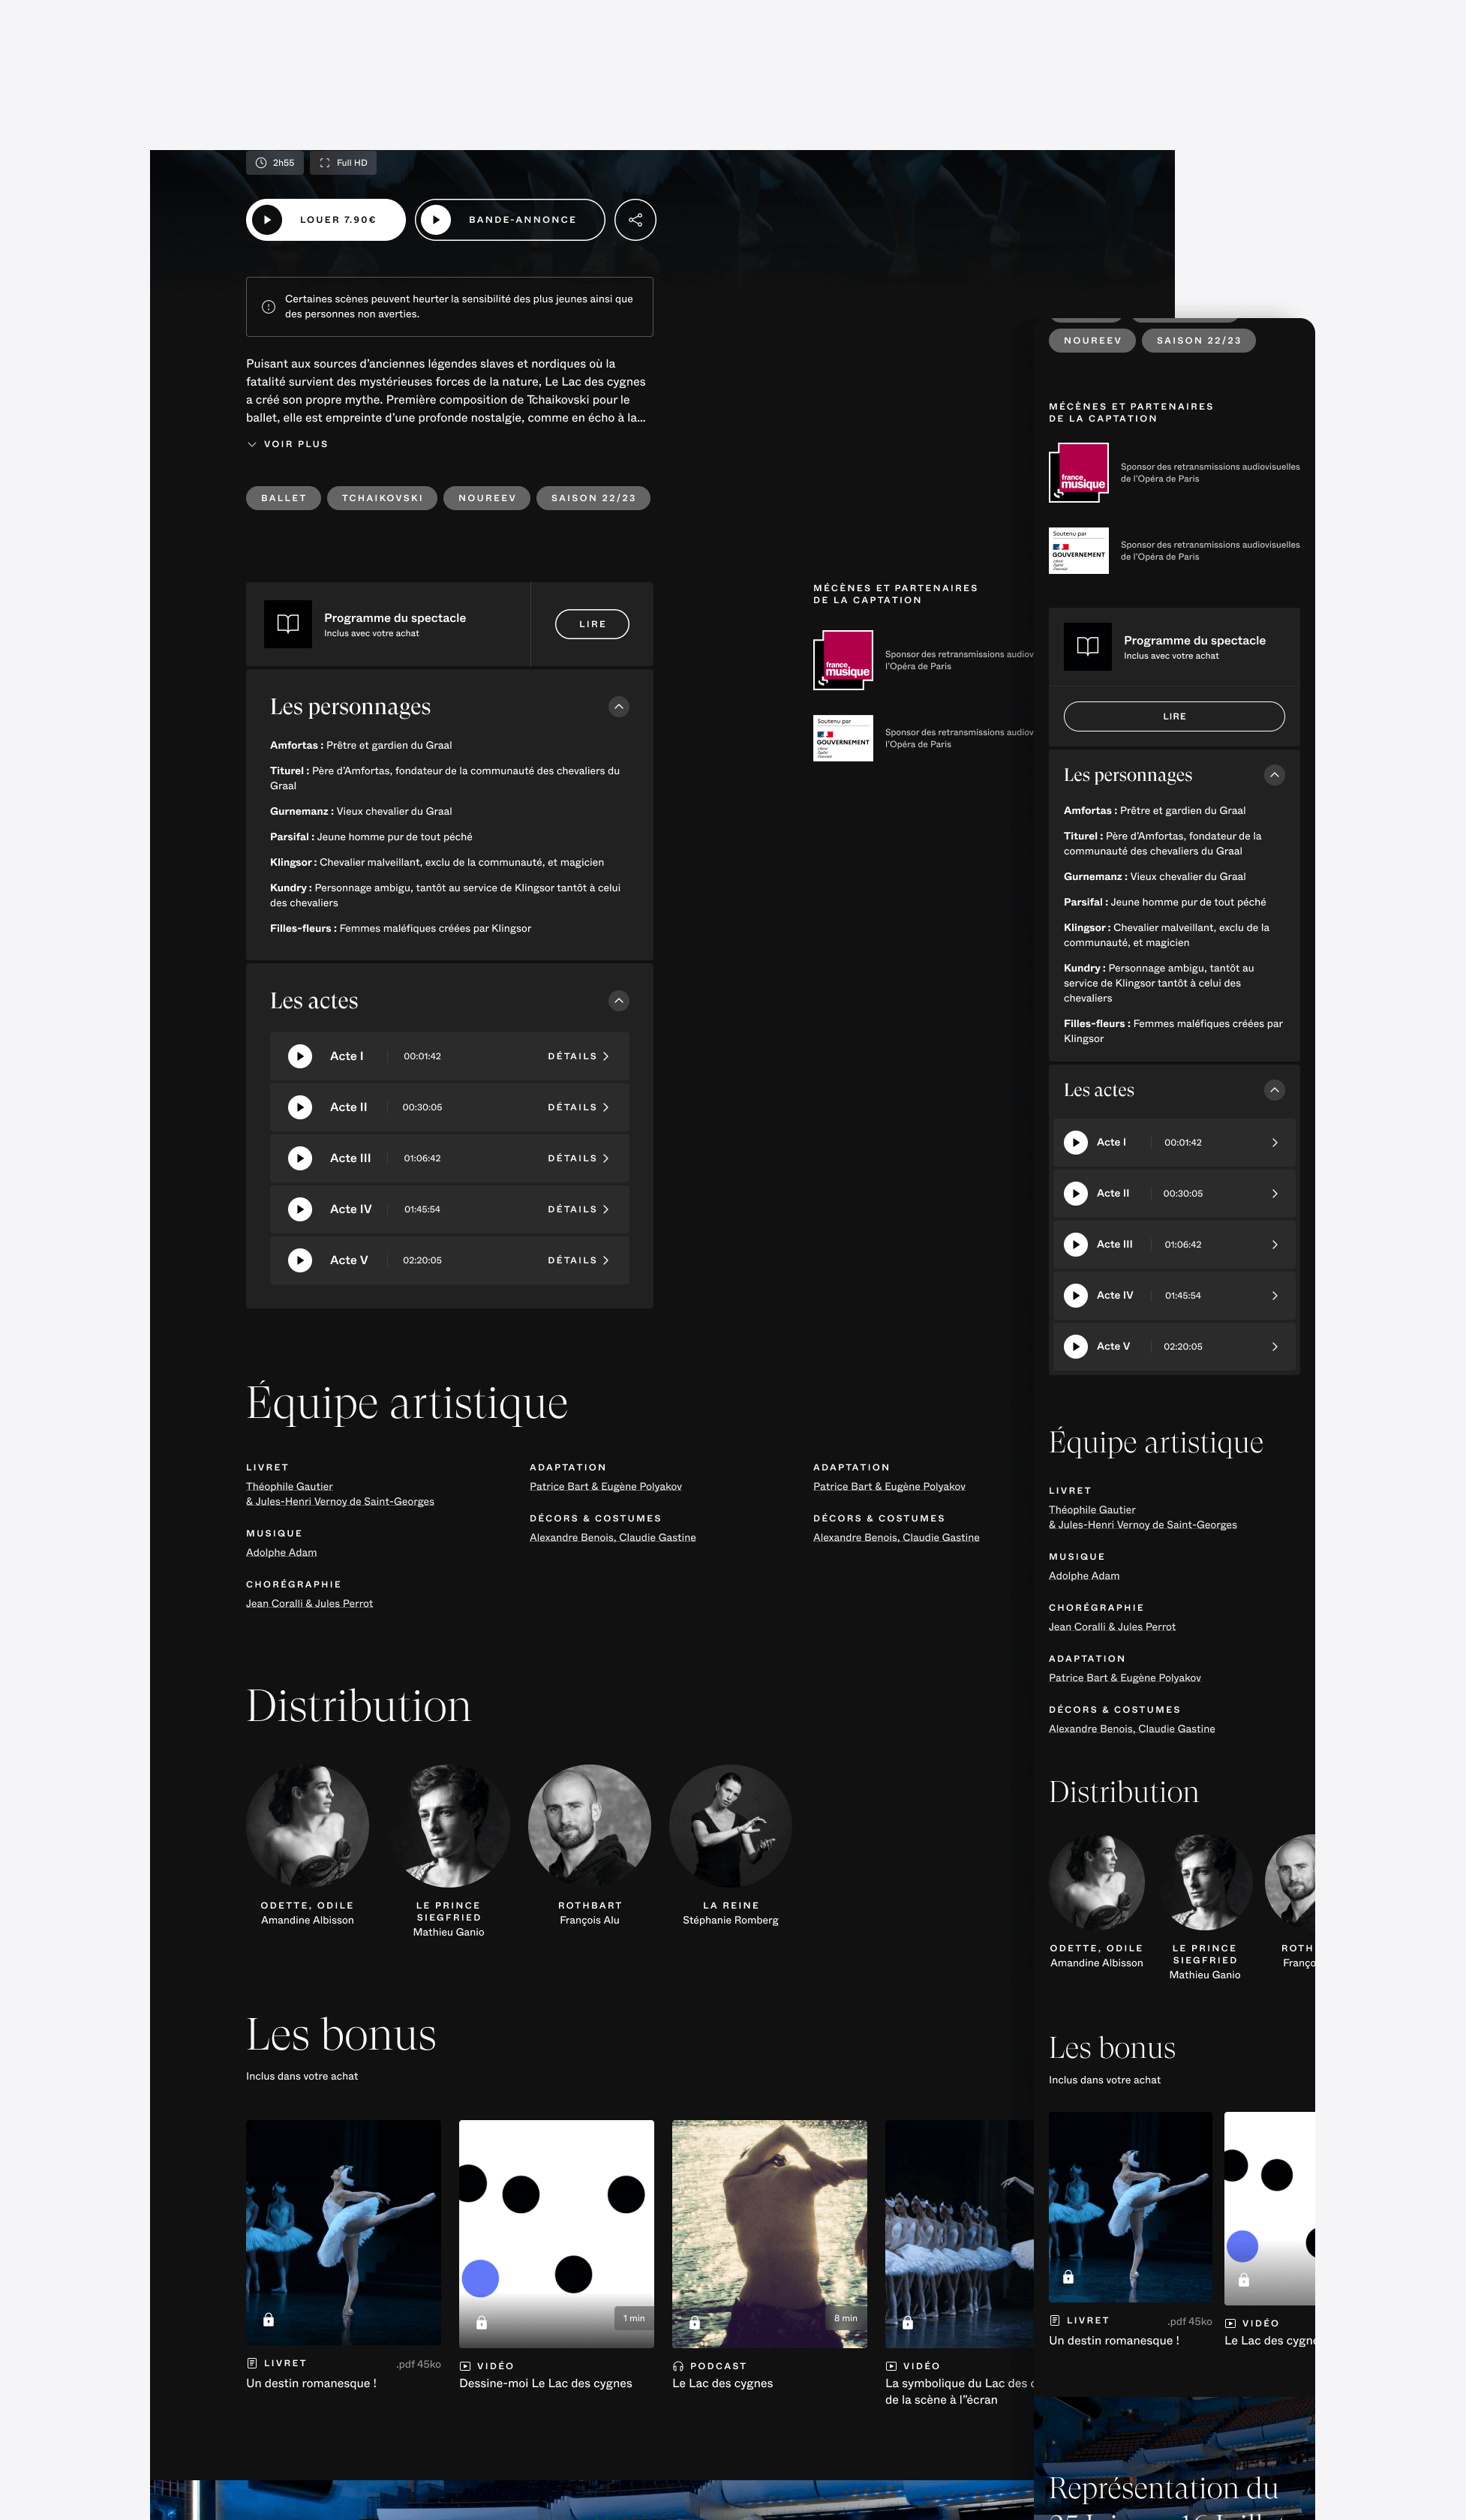 2h55
Full HD
LOUER 7.90€
BANDE-ANNONCE
Certaines scènes peuvent heurter la sensibilité des plus jeunes ainsi que
des personnes non averties.
Puisant aux sources d’anciennes légendes slaves et nordiques où la
fatalité survient des mystérieuses forces de la nature, Le Lac des cygnes
a créé son propre mythe. Première composition de Tchaikovski pour le
ballet, elle est empreinte d’une profonde nostalgie, comme en écho à la...
VOIR PLUS
BALLET
TCHAIKOVSKI
NOUREEV
SAISON 22/23
Programme du spectacle
Inclus avec votre achat
LIRE
Les personnages
Amfortas : Prêtre et gardien du Graal
Titurel : Père d’Amfortas, fondateur de la communauté des chevaliers du
Graal
Gurnemanz : Vieux chevalier du Graal
Parsifal : Jeune homme pur de tout péché
Klingsor : Chevalier malveillant, exclu de la communauté, et magicien
Kundry : Personnage ambigu, tantôt au service de Klingsor tantôt à celui
des chevaliers
Filles-fleurs : Femmes maléfiques créées par Klingsor
Les actes
Acte I 00:01:42 DÉTAILS
Acte II 00:30:05 DÉTAILS
Acte III 01:06:42 DÉTAILS
Acte IV 01:45:54 DÉTAILS
Acte V 02:20:05 DÉTAILS
MÉCÈNES ET PARTENAIRES
DE LA CAPTATION
france
musique
Sponsor des retransmissions audiov
l’Opéra de Paris
Soutenu par
GOUVERNEMENT
Liberté
Égalité
Fraternité
Sponsor des retransmissions audiov
l’Opéra de Paris
Équipe artistique
LIVRET
Théophile Gautier
& Jules-Henri Vernoy de Saint-Georges
MUSIQUE
Adolphe Adam
CHORÉGRAPHIE
Jean Coralli & Jules Perrot
ADAPTATION
Patrice Bart & Eugène Polyakov
DÉCORS & COSTUMES
Alexandre Benois, Claudie Gastine
ADAPTATION
Patrice Bart & Eugène Polyakov
DÉCORS & COSTUMES
Alexandre Benois, Claudie Gastine
Distribution
ODETTE, ODILE
Amandine Albisson
LE PRINCE
SIEGFRIED
Mathieu Ganio
ROTHBART
François Alu
LA REINE
Stéphanie Romberg
Les bonus
Inclus dans votre achat
LIVRET
.pdf 45ko
Un destin romanesque !
1 min
VIDÉO
Dessine-moi Le Lac des cygnes
8 min
PODCAST
Le Lac des cygnes
VIDÉO
La symbolique du Lac des c
de la scène à l’’écran
NOUREEV
SAISON 22/23
MÉCÈNES ET PARTENAIRES
DE LA CAPTATION
france
musique
Sponsor des retransmissions audiovisuelles
de l’Opéra de Paris
Soutenu par
GOUVERNEMENT
Liberté
Égalité
Fraternité
Sponsor des retransmissions audiovisuelles
de l’Opéra de Paris
Programme du spectacle
Inclus avec votre achat
LIRE
Les personnages
Amfortas : Prêtre et gardien du Graal
Titurel : Père d’Amfortas, fondateur de la
communauté des chevaliers du Graal
Gurnemanz : Vieux chevalier du Graal
Parsifal : Jeune homme pur de tout péché
Klingsor : Chevalier malveillant, exclu de la
communauté, et magicien
Kundry : Personnage ambigu, tantôt au
service de Klingsor tantôt à celui des
chevaliers
Filles-fleurs : Femmes maléfiques créées par
Klingsor
Les actes
Acte I 00:01:42
Acte II 00:30:05
Acte III 01:06:42
Acte IV 01:45:54
Acte V 02:20:05
Équipe artistique
LIVRET
Théophile Gautier
& Jules-Henri Vernoy de Saint-Georges
MUSIQUE
Adolphe Adam
CHORÉGRAPHIE
Jean Coralli & Jules Perrot
ADAPTATION
Patrice Bart & Eugène Polyakov
DÉCORS & COSTUMES
Alexandre Benois, Claudie Gastine
Distribution
ODETTE, ODILE
Amandine Albisson
LE PRINCE
SIEGFRIED
Mathieu Ganio
ROTH
Franço
Les bonus
Inclus dans votre achat
LIVRET
.pdf 45ko
Un destin romanesque !
VIDÉO
Le Lac des cygn
Représentation du